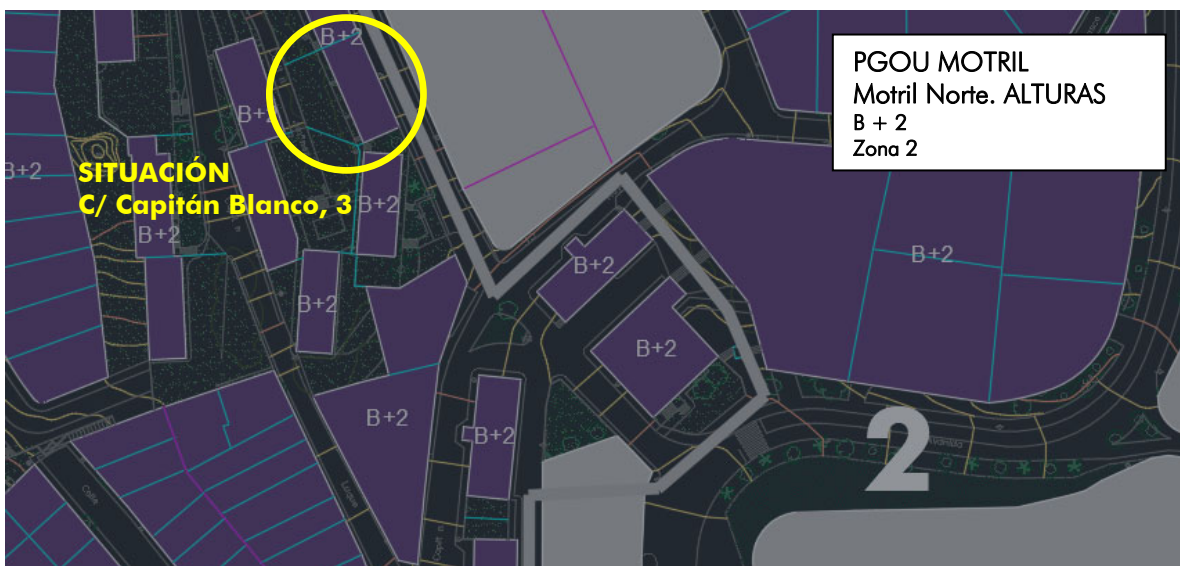 B+2
PGOU MOTRIL
Motril Norte. ALTURAS
B + 2
Zona 2
B+2
B+2
SITUACIÓN
C/ Capitán Blanco, 3
B+2
B+2
B+2
B+2
B+2
B+2
B+2
B+2
2
Calle